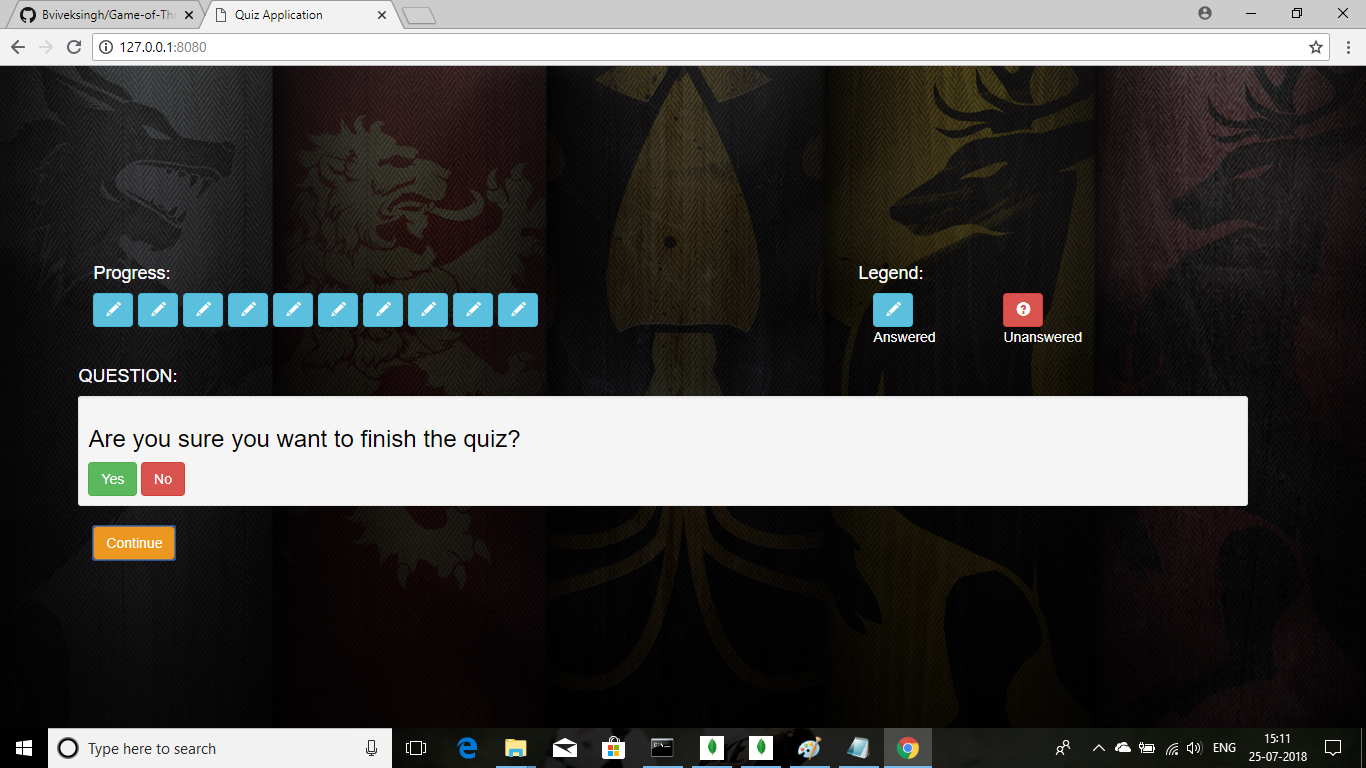 Bviveksingh/Game-of-Th
Quiz Application
127.0.0.1:8080
Progress:
Legend:
Answered
Unanswered
QUESTION:
Are you sure you want to finish the quiz?
Yes
No
Continue
Type here to search
ENG
15:11
25-07-2018